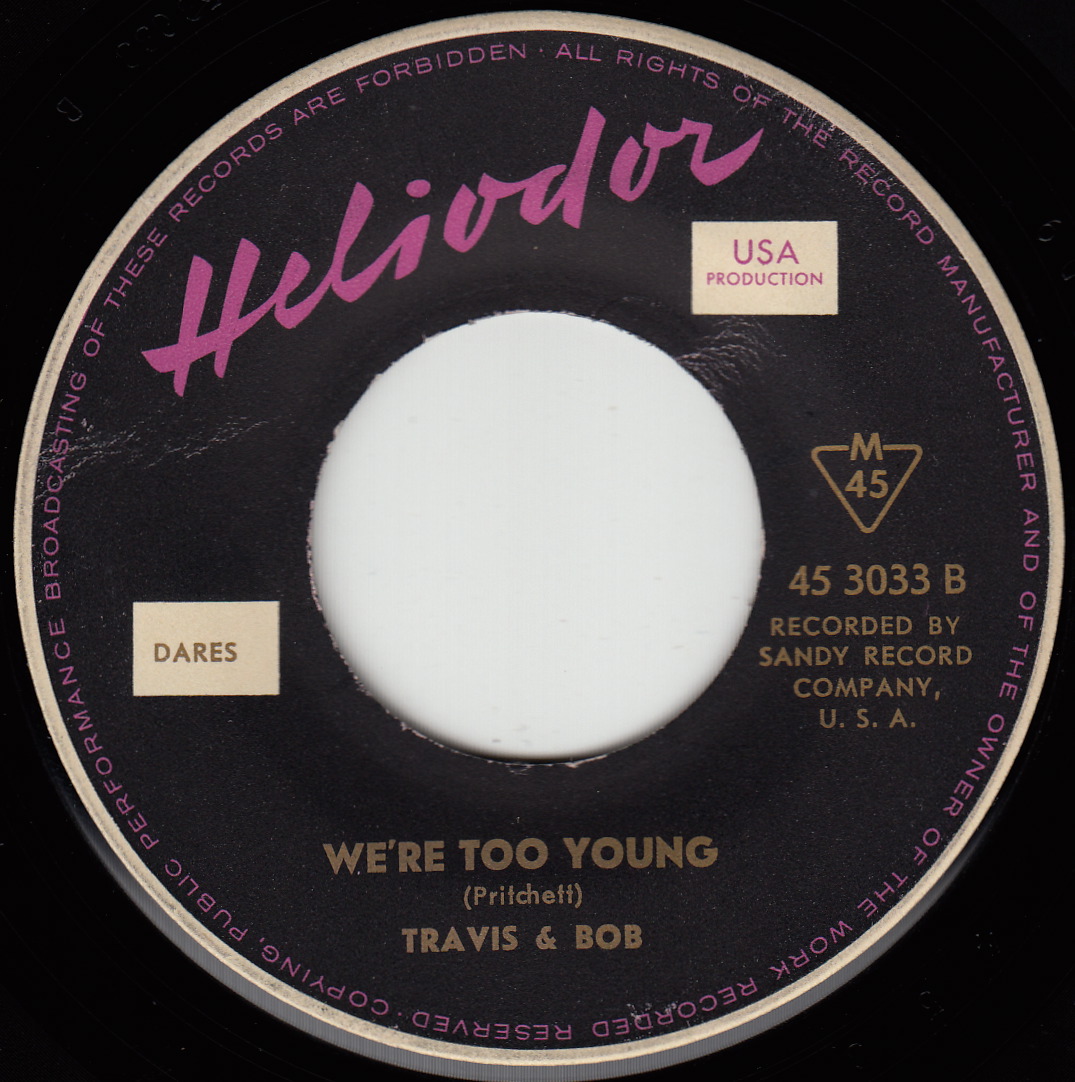 ALL RIGHTS OF THE RECORD MANUFACTURER AND OF THE OWNER OF THE WORK RECORDED RESERVED · COPYING, PUBLIC PERFORMANCE BROADCASTING OF THESE RECORDS ARE FORBIDDEN ·
Heliodor
USA
PRODUCTION
M
45
45 3033 B
RECORDED BY
SANDY RECORD
COMPANY,
U. S. A.
DARES
WE'RE TOO YOUNG
(Pritchett)
TRAVIS & BOB